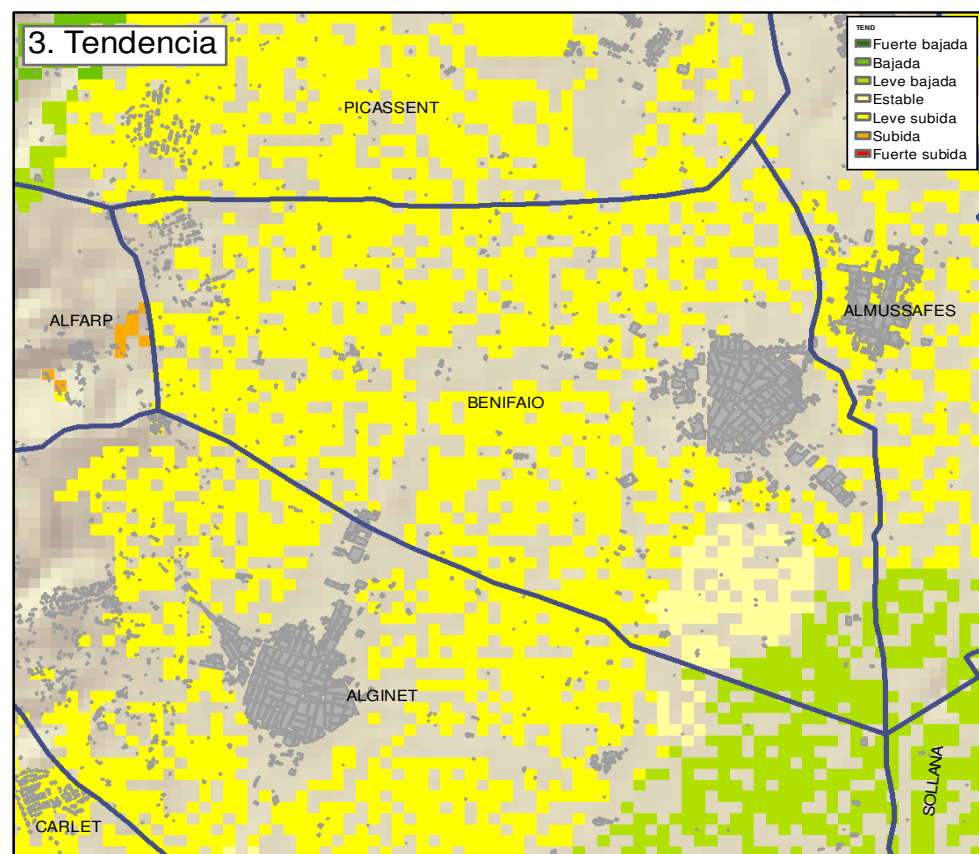 3. Tendencia
TEND
Fuerte bajada
Bajada
Leve bajada
Estable
Leve subida
Subida
Fuerte subida
PICASSENT
ALFARP
ALMUSSAFES
BENIFAIO
ALGINET
SOLLANA
CARLET